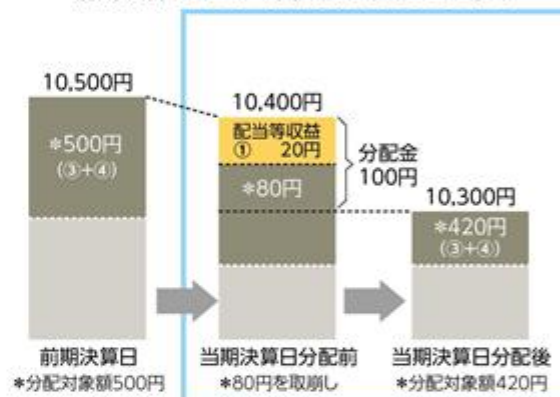 10,500円
*500円
(③+④)
前期決算日
*分配対象額500円
10,400円
配当等収益
① 20円
*80円
分配金
100円
当期決算日分配前
*80円を取崩し
10,300円
*420円
(③+④)
当期決算日分配後
*分配対象額420円